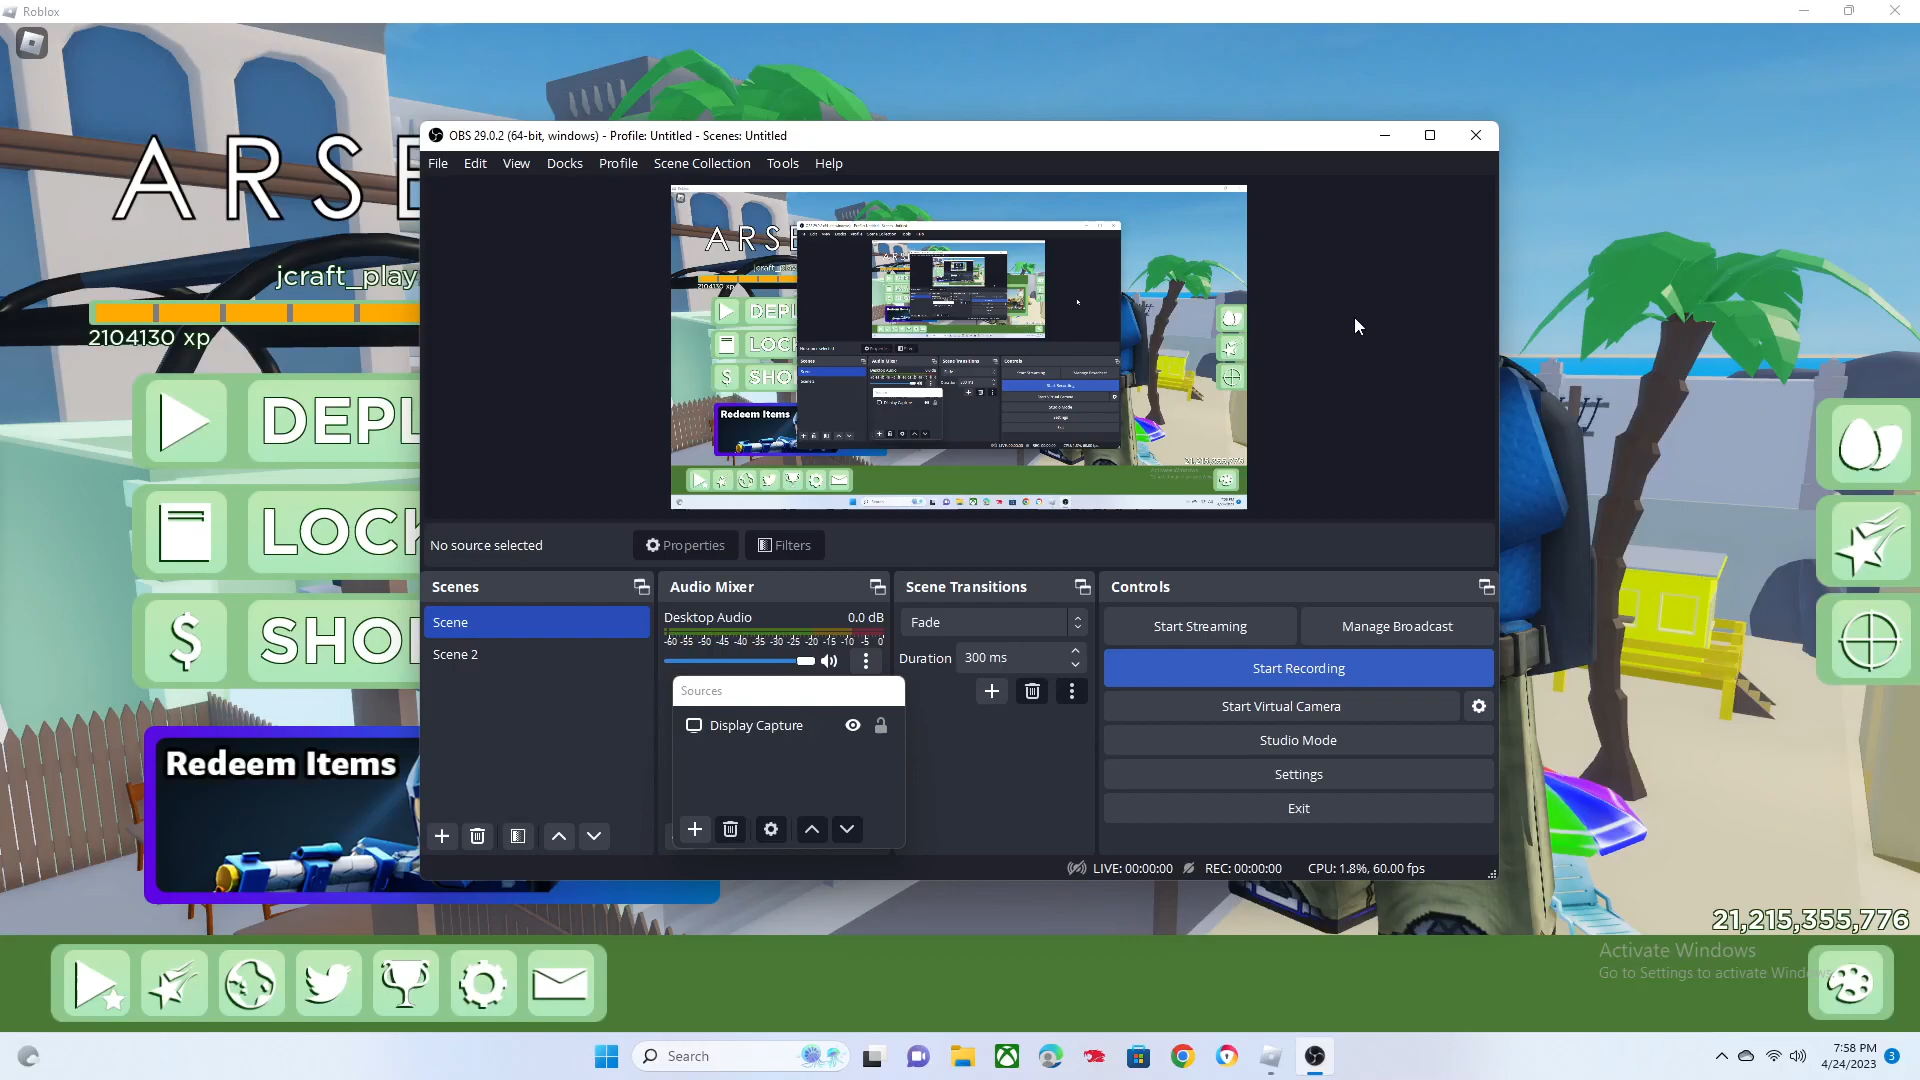 Roblox
ARSE
jcraft_play
2104130 xp
DEPL
LOCK
SHO
Redeem Items
OBS 29.0.2 (64-bit, windows) - Profile: Untitled - Scenes: Untitled
File Edit View Docks Profile Scene Collection Tools Help
No source selected
Properties
Filters
Scenes
Scene
Scene 2
Audio Mixer
Desktop Audio 0.0 dB
-60 -55 -50 -45 -40 -35 -30 -25 -20 -15 -10 -5 0
Sources
Display Capture
Scene Transitions
Fade
Duration 300 ms
Controls
Start Streaming
Manage Broadcast
Start Recording
Start Virtual Camera
Studio Mode
Settings
Exit
LIVE: 00:00:00 REC: 00:00:00 CPU: 1.8%, 60.00 fps
21,215,355,776
Activate Windows
Go to Settings to activate Windows.
Search
7:58 PM
4/24/2023
3